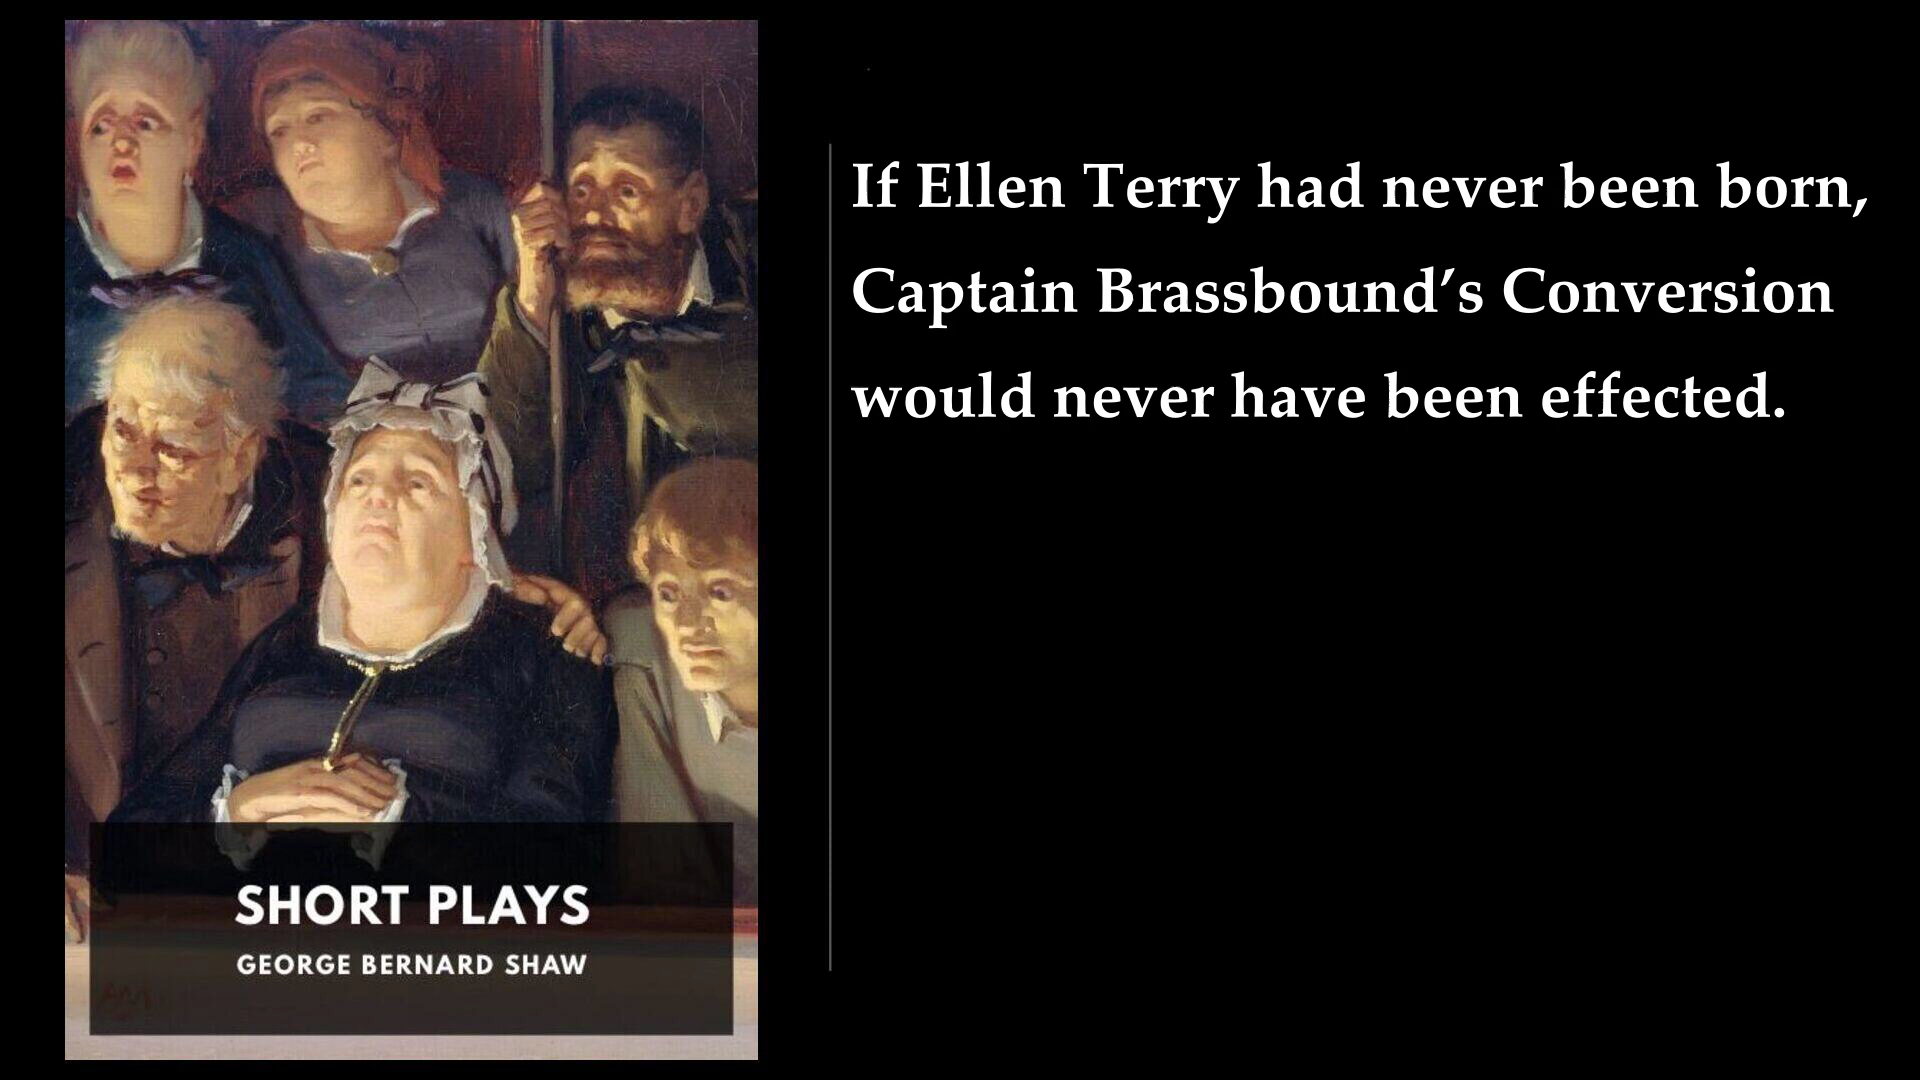 If Ellen Terry had never been born,
Captain Brassbound’s Conversion
would never have been effected.
SHORT PLAYS
GEORGE BERNARD SHAW